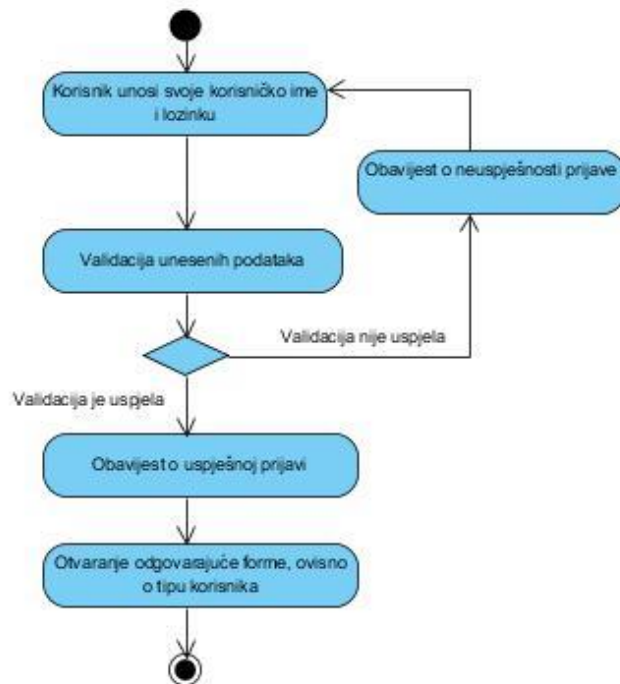 Korisnik unosi svoje korisničko ime
i lozinku
Obavijest o neuspješnosti prijave
Validacija unesenih podataka
Validacija nije uspjela
Validacija je uspjela
Obavijest o uspješnoj prijavi
Otvaranje odgovarajuće forme, ovisno
o tipu korisnika